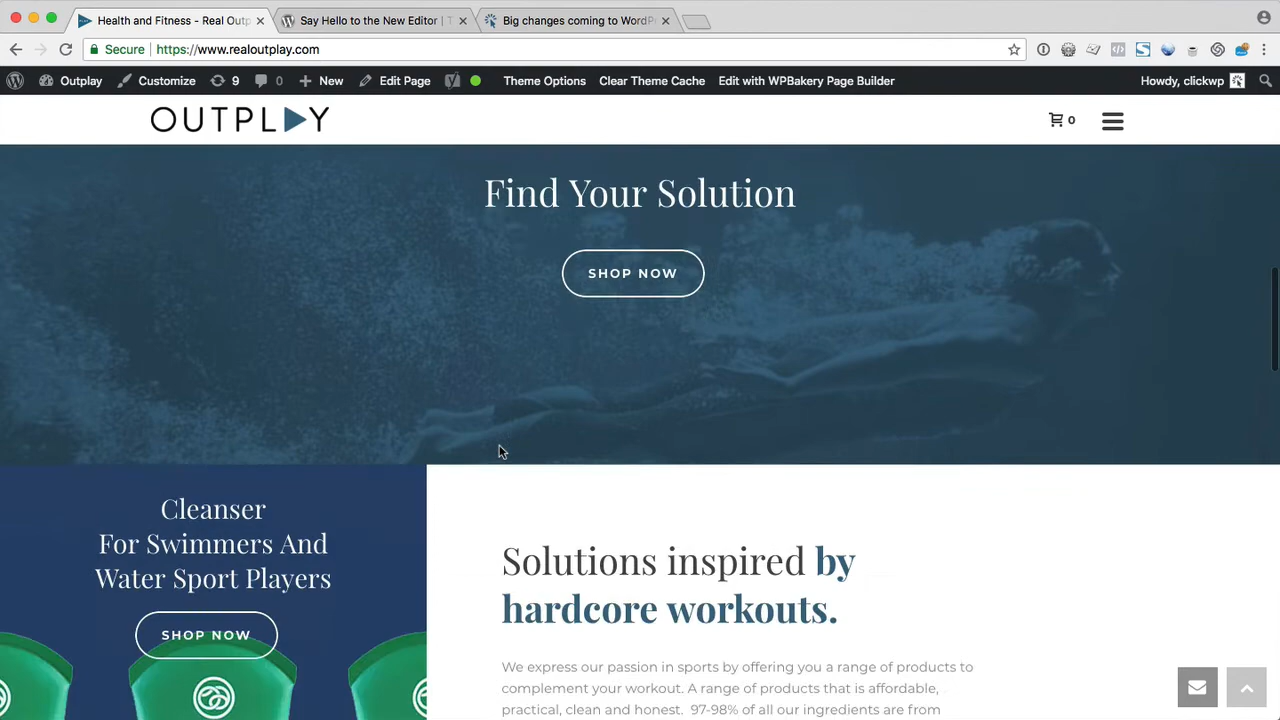 Health and Fitness - Real Outp
Say Hello to the New Editor | T
Big changes coming to WordPr
Secure
https://www.realoutplay.com
Outplay
Customize
9
0
New
Edit Page
Theme Options
Clear Theme Cache
Edit with WPBakery Page Builder
Howdy, clickwp
OUTPLAY
0
Find Your Solution
SHOP NOW
Cleanser
For Swimmers And
Water Sport Players
SHOP NOW
Solutions inspired by
hardcore workouts.
We express our passion in sports by offering you a range of products to
complement your workout. A range of products that is affordable,
practical, clean and honest. 97-98% of all our ingredients are from